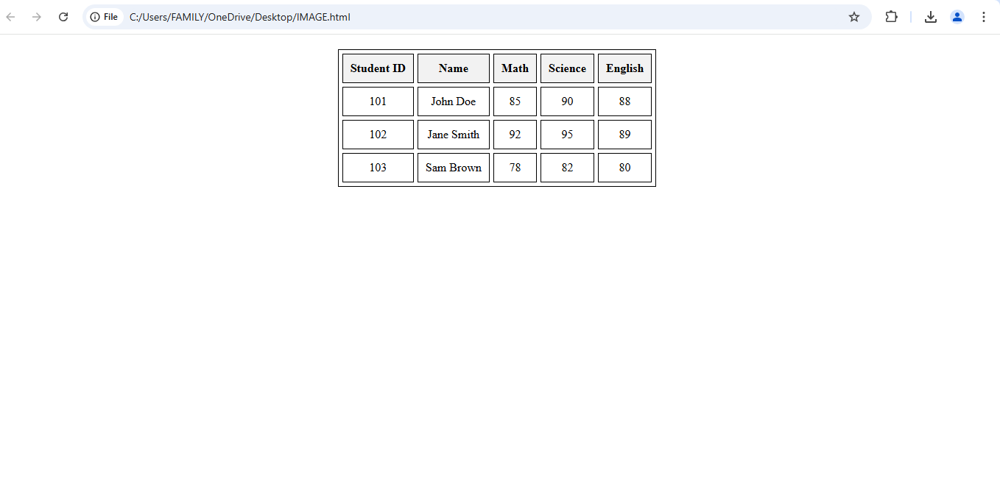 File C:/Users/FAMILY/OneDrive/Desktop/IMAGE.html
Student ID Name Math Science English
101 John Doe 85 90 88
102 Jane Smith 92 95 89
103 Sam Brown 78 82 80